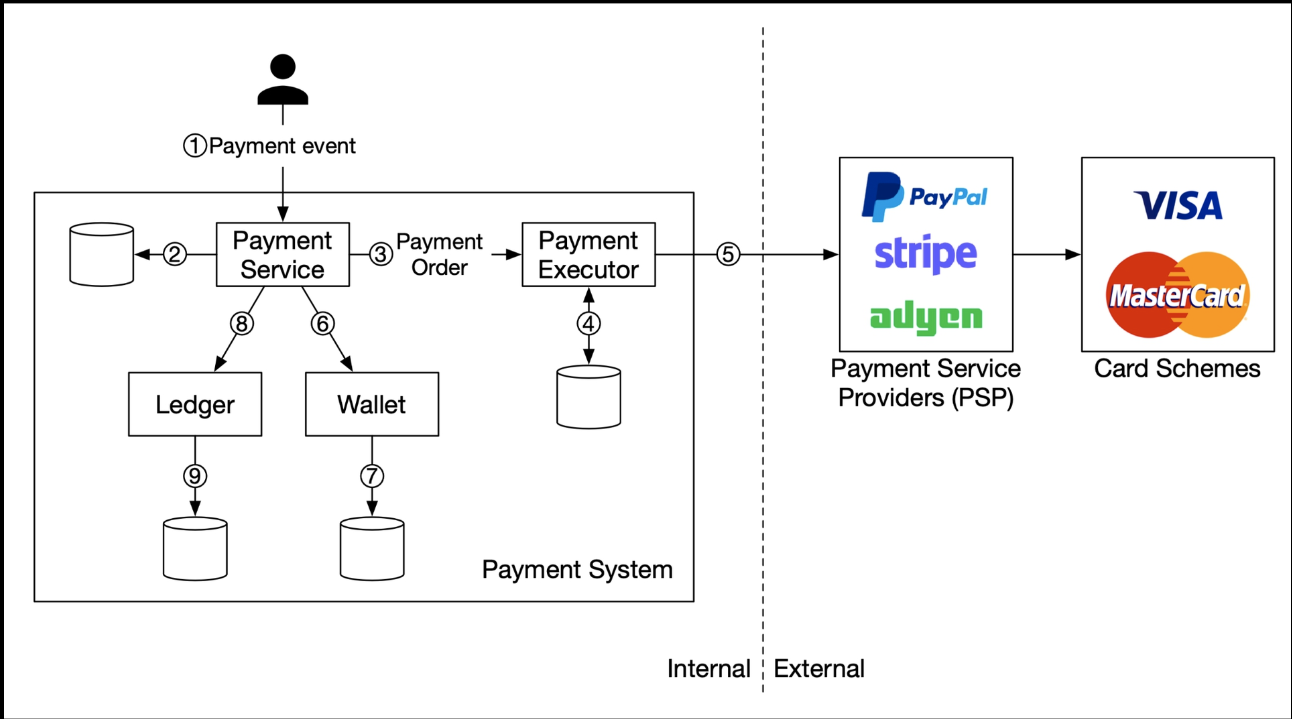 ①Payment event
②
Payment
Service
③
Payment
Order
Payment
Executor
⑤
⑧
⑥
④
Ledger
Wallet
⑨
⑦
Payment System
PayPal
stripe
adyen
Payment Service
Providers (PSP)
VISA
MasterCard
Card Schemes
Internal
External